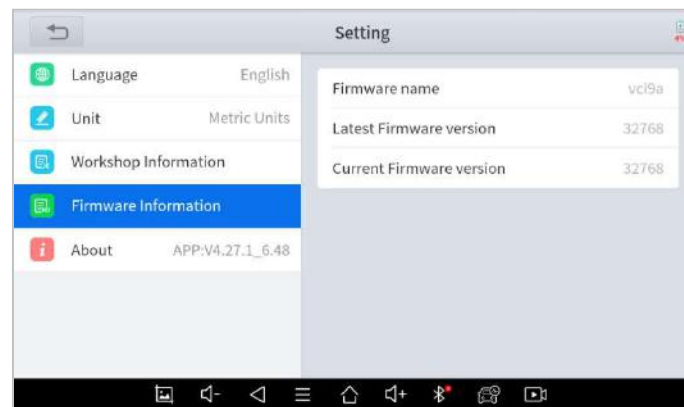 Setting
Language English
Unit Metric Units
Workshop Information
Firmware Information
About APP:V4.27.1_6.48
Firmware name vci9a
Latest Firmware version 32768
Current Firmware version 32768